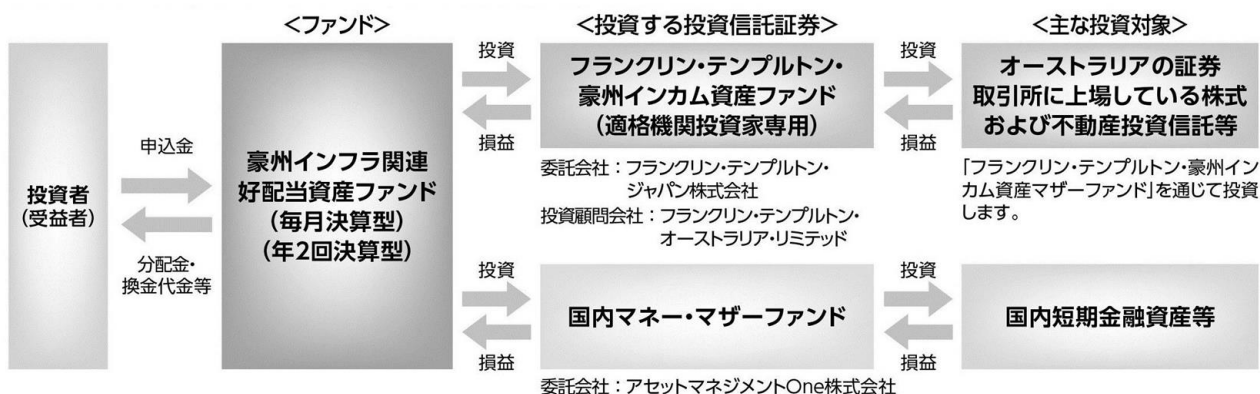 <ファンド>
<投資する投資信託証券>
<主な投資対象>
投資者
(受益者)
申込金
分配金・
換金代金等
豪州インフラ関連
好配当資産ファンド
(毎月決算型)
(年2回決算型)
投資
損益
フランクリン・テンプルトン・
豪州インカム資産ファンド
(適格機関投資家専用)
委託会社:フランクリン・テンプルトン・
ジャパン株式会社
投資顧問会社:フランクリン・テンプルトン・
オーストラリア・リミテッド
投資
損益
オーストラリアの証券
取引所に上場している株式
および不動産投資信託等
「フランクリン・テンプルトン・豪州イン
カム資産マザーファンド」を通じて投資
します。
投資
損益
国内マネー・マザーファンド
委託会社:アセットマネジメントOne株式会社
投資
損益
国内短期金融資産等